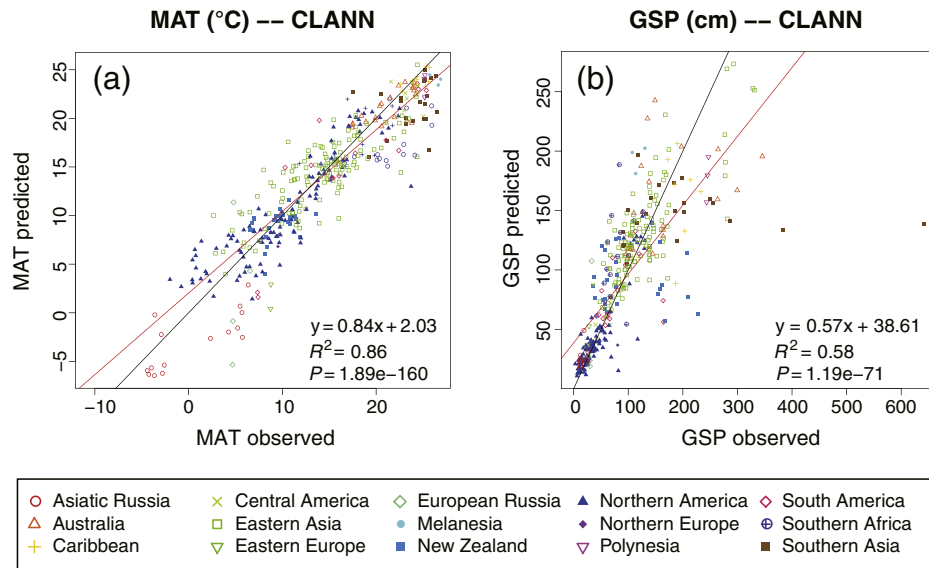 MAT (°C) −− CLANN
GSP (cm) −− CLANN
(a)
25
20
15
10
5
0
−5
MAT predicted
y = 0.84x + 2.03
R² = 0.86
P = 1.89e−160
−10 0 10 20
MAT observed
(b)
250
200
150
100
50
GSP predicted
y = 0.57x + 38.61
R² = 0.58
P = 1.19e−71
0 100 200 300 400 500 600
GSP observed
Asiatic Russia Central America European Russia Northern America South America
Australia Eastern Asia Melanesia Northern Europe Southern Africa
Caribbean Eastern Europe New Zealand Polynesia Southern Asia